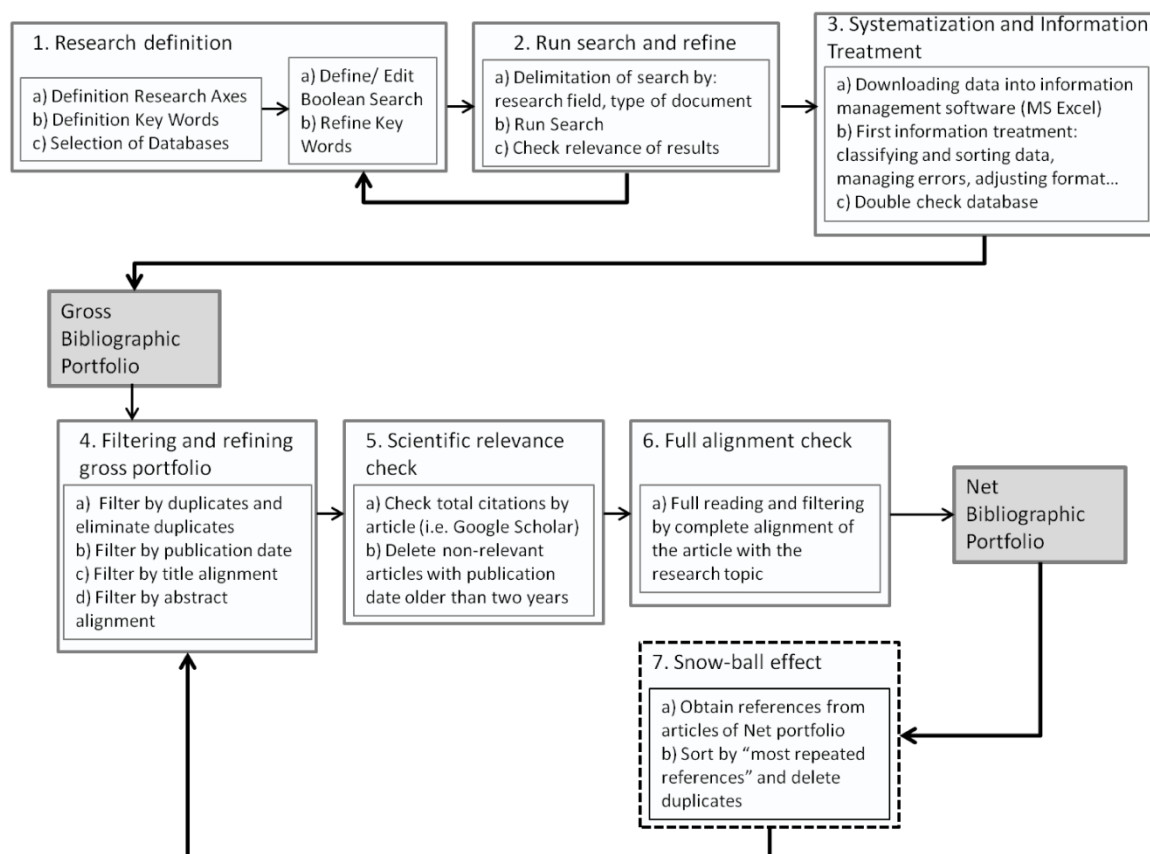 1. Research definition
a) Definition Research Axes
b) Definition Key Words
c) Selection of Databases
a) Define/ Edit
Boolean Search
b) Refine Key
Words
2. Run search and refine
a) Delimitation of search by:
research field, type of document
b) Run Search
c) Check relevance of results
3. Systematization and Information
Treatment
a) Downloading data into information
management software (MS Excel)
b) First information treatment:
classifying and sorting data,
managing errors, adjusting format...
c) Double check database
Gross
Bibliographic
Portfolio
4. Filtering and refining
gross portfolio
a) Filter by duplicates and
eliminate duplicates
b) Filter by publication date
c) Filter by title alignment
d) Filter by abstract
alignment
5. Scientific relevance
check
a) Check total citations by
article (i.e. Google Scholar)
b) Delete non-relevant
articles with publication
date older than two years
6. Full alignment check
a) Full reading and filtering
by complete alignment of
the article with the
research topic
Net
Bibliographic
Portfolio
7. Snow-ball effect
a) Obtain references from
articles of Net portfolio
b) Sort by “most repeated
references” and delete
duplicates